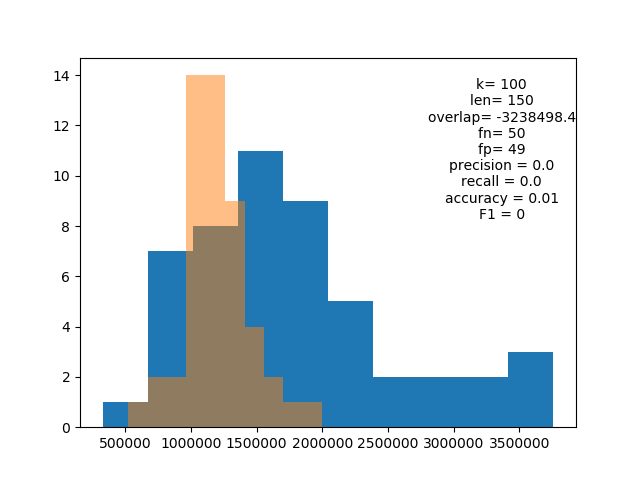 14
12
10
8
6
4
2
0
k= 100
len= 150
overlap= -3238498.4
fn= 50
fp= 49
precision = 0.0
recall = 0.0
accuracy = 0.01
F1 = 0
500000 1000000 1500000 2000000 2500000 3000000 3500000